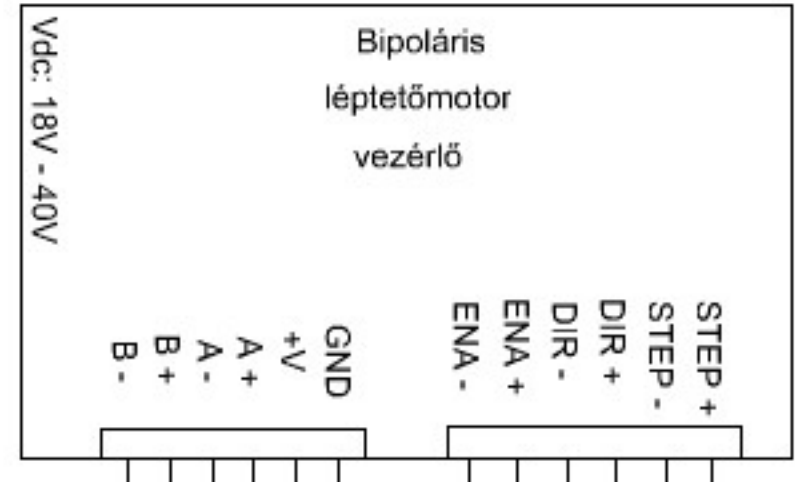 Bipoláris
léptetőmotor
vezérlő
Vdc: 18V - 40V
B -
B +
A -
A +
+V
GND
ENA -
ENA +
DIR -
DIR +
STEP -
STEP +